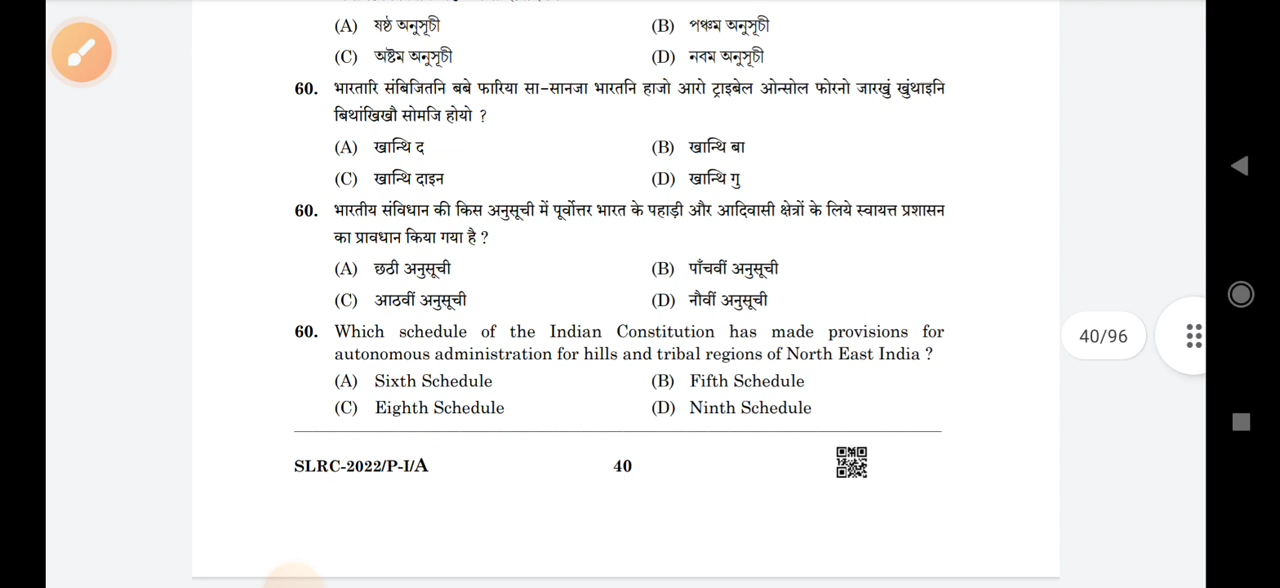 (A) ষষ্ঠ অনুসূচী (B) পঞ্চম অনুসূচী
(C) অষ্টম অনুসূচী (D) নবম অনুসূচী
60. भारतारि संबिजितनि बबे फारिया सा-सानजा भारतनि हाजो आरो ट्राइबेल ओन्सोल फोरनो जारखुं खुंथाइनि
बिथांखिखौ सोमजि होयो ?
(A) खान्थि द (B) खान्थि बा
(C) खान्थि दाइन (D) खान्थि गु
60. भारतीय संविधान की किस अनुसूची में पूर्वोत्तर भारत के पहाड़ी और आदिवासी क्षेत्रों के लिये स्वायत्त प्रशासन
का प्रावधान किया गया है ?
(A) छठी अनुसूची (B) पाँचवीं अनुसूची
(C) आठवीं अनुसूची (D) नौवीं अनुसूची
60. Which schedule of the Indian Constitution has made provisions for
autonomous administration for hills and tribal regions of North East India ?
(A) Sixth Schedule (B) Fifth Schedule
(C) Eighth Schedule (D) Ninth Schedule
SLRC-2022/P-I/A 40
40/96